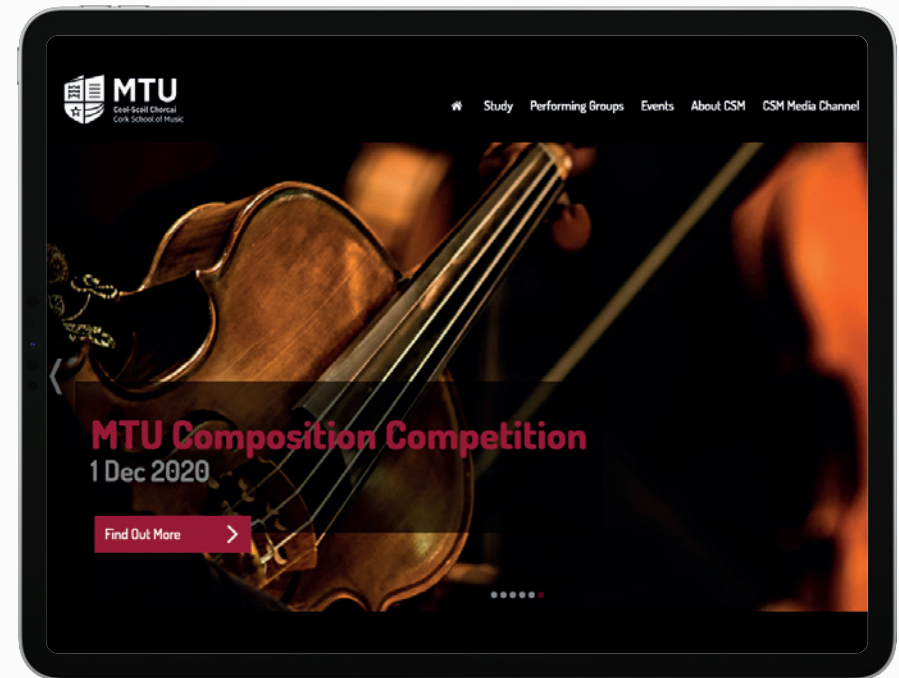 MTU
Ceol-Scoil Chorcaí
Cork School of Music
Study Performing Groups Events About CSM CSM Media Channel
MTU Composition Competition
1 Dec 2020
Find Out More